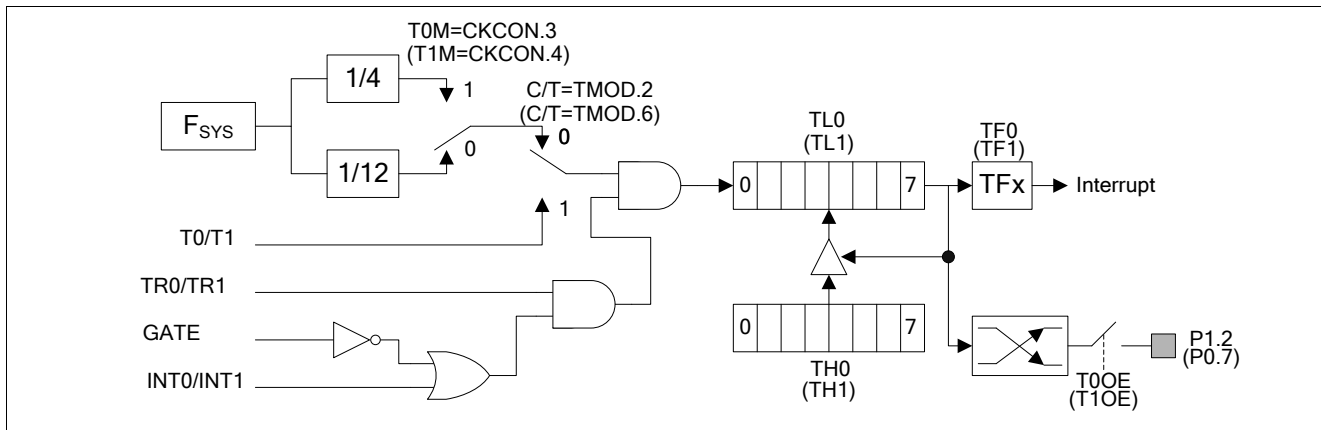 T0M=CKCON.3
(T1M=CKCON.4)
1/4
1
C/T=TMOD.2
(C/T=TMOD.6)
0
FSYS
0
1/12
1
T0/T1
TR0/TR1
GATE
INT0/INT1
TL0
(TL1)
0
7
TF0
(TF1)
TFx
Interrupt
0
7
TH0
(TH1)
P1.2
(P0.7)
T0OE
(T1OE)